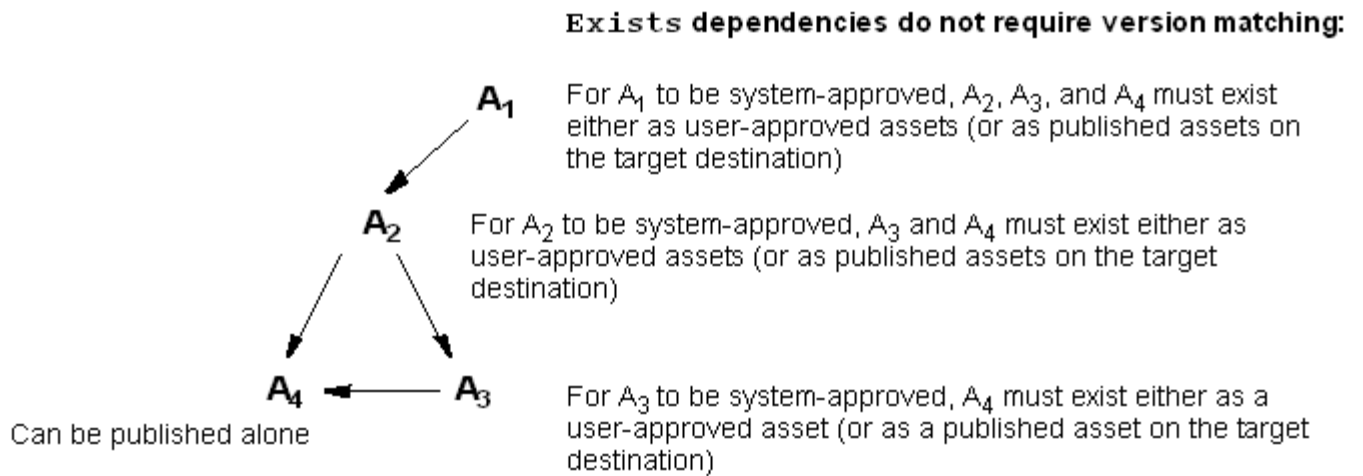 Exists dependencies do not require version matching:
A1
For A1 to be system-approved, A2, A3, and A4 must exist
either as user-approved assets (or as published assets on
the target destination)
A2
For A2 to be system-approved, A3 and A4 must exist either as
user-approved assets (or as published assets on the target
destination)
A4
A3
For A3 to be system-approved, A4 must exist either as a
user-approved asset (or as a published asset on the target
destination)
Can be published alone